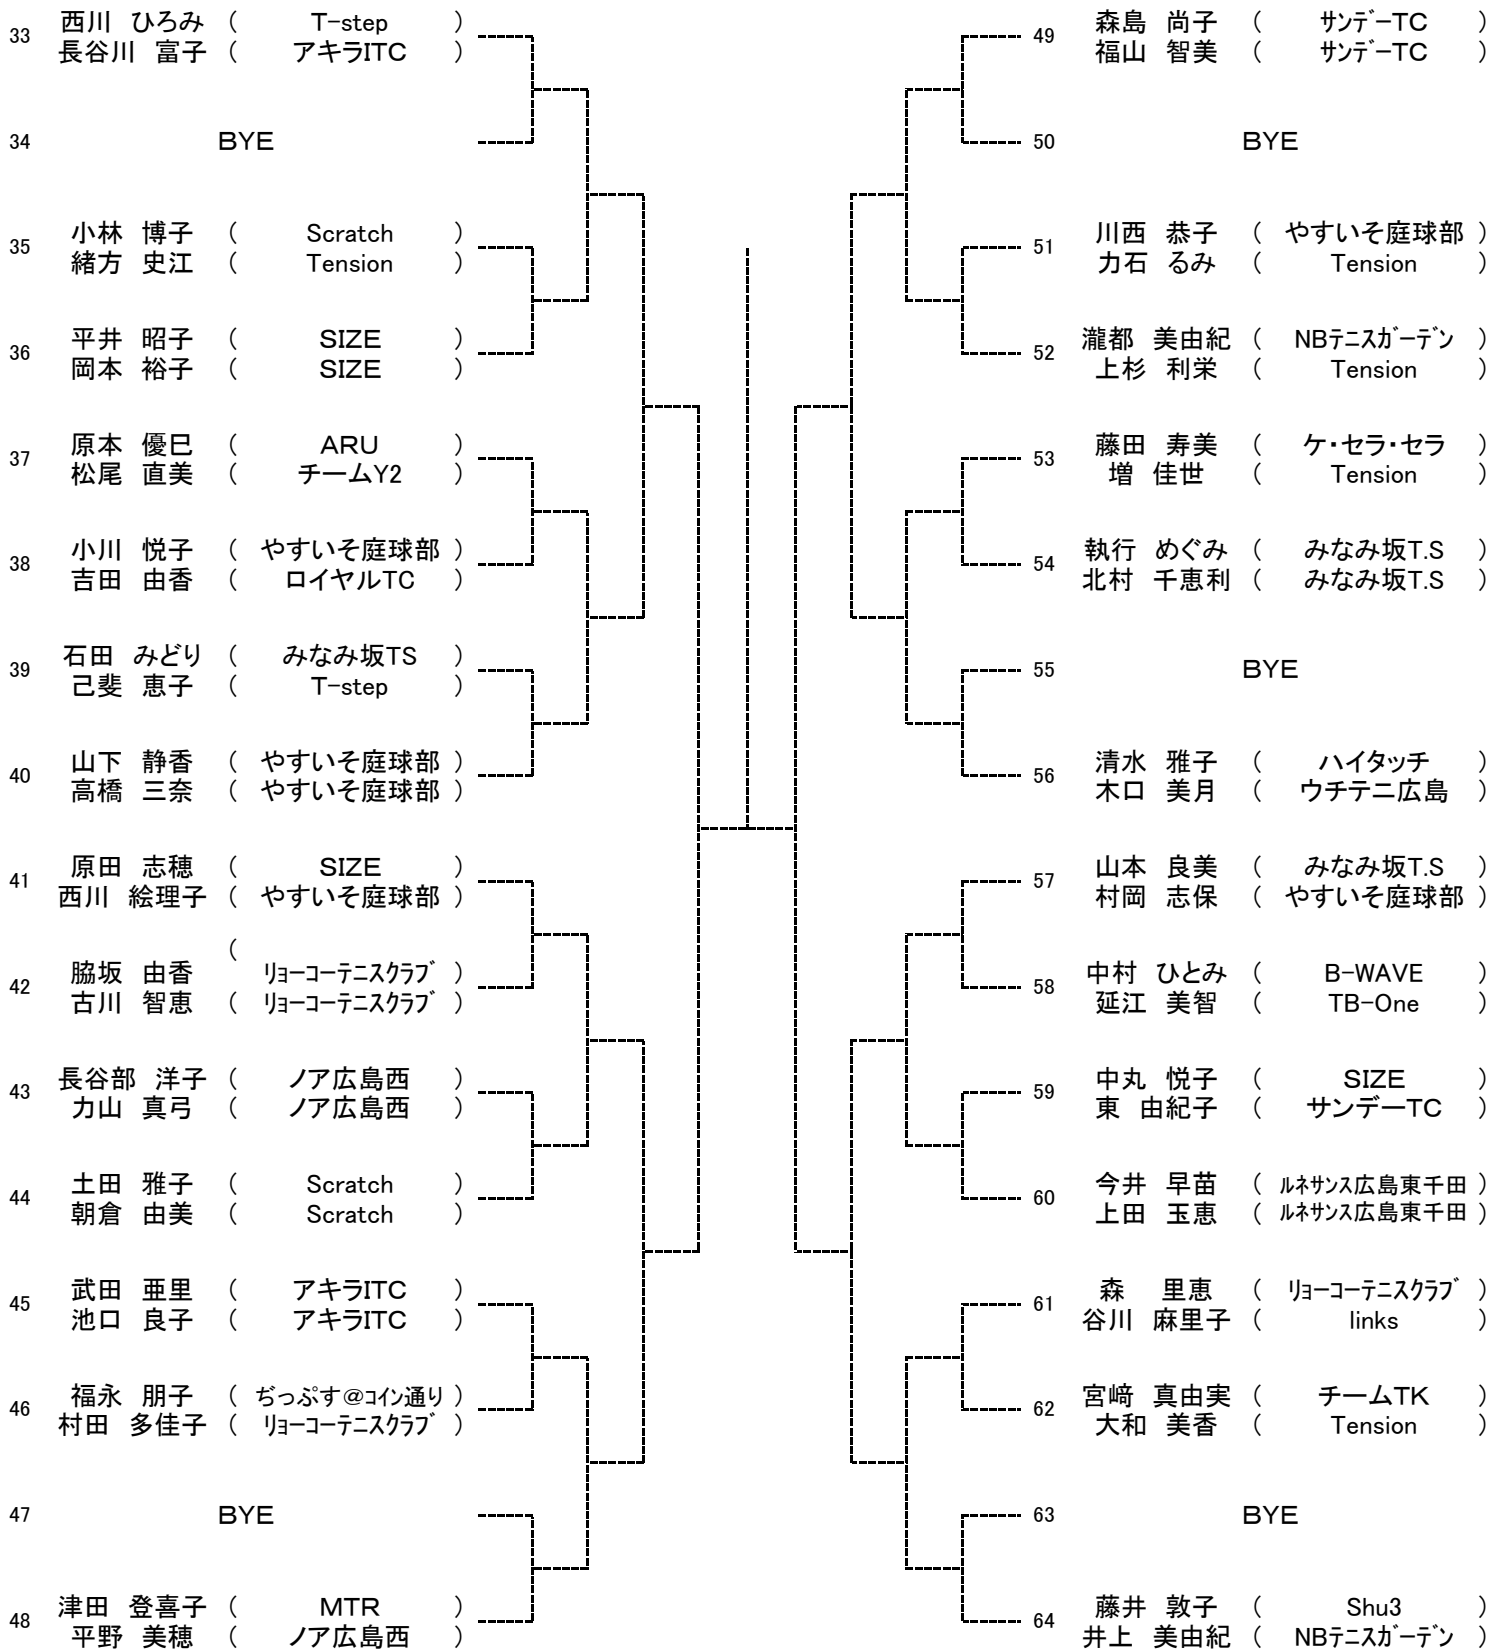 33
西川 ひろみ ( T-step )
長谷川 富子 ( アキラITC )
34 BYE
35
小林 博子 ( Scratch )
緒方 史江 ( Tension )
36
平井 昭子 ( SIZE )
岡本 裕子 ( SIZE )
37
原本 優巳 ( ARU )
松尾 直美 ( チームY2 )
38
小川 悦子 ( やすいそ庭球部 )
吉田 由香 ( ロイヤルTC )
39
石田 みどり ( みなみ坂TS )
己斐 恵子 ( T-step )
40
山下 静香 ( やすいそ庭球部 )
高橋 三奈 ( やすいそ庭球部 )
41
原田 志穂 ( SIZE )
西川 絵理子 ( やすいそ庭球部 )
42
(
脇坂 由香 リョーコーテニスクラブ )
古川 智恵 ( リョーコーテニスクラブ )
43
長谷部 洋子 ( ノア広島西 )
力山 真弓 ( ノア広島西 )
44
土田 雅子 ( Scratch )
朝倉 由美 ( Scratch )
45
武田 亜里 ( アキラITC )
池口 良子 ( アキラITC )
46
福永 朋子 ( ぢっぷす@コイン通り )
村田 多佳子 ( リョーコーテニスクラブ )
47 BYE
48
津田 登喜子 ( MTR )
平野 美穂 ( ノア広島西 )
49
森島 尚子 ( サンデーTC )
福山 智美 ( サンデーTC )
50 BYE
51
川西 恭子 ( やすいそ庭球部 )
力石 るみ ( Tension )
52
瀧都 美由紀 ( NBテニスガーデン )
上杉 利栄 ( Tension )
53
藤田 寿美 ( ケ・セラ・セラ )
増 佳世 ( Tension )
54
執行 めぐみ ( みなみ坂T.S )
北村 千恵利 ( みなみ坂T.S )
55 BYE
56
清水 雅子 ( ハイタッチ )
木口 美月 ( ウチテニ広島 )
57
山本 良美 ( みなみ坂T.S )
村岡 志保 ( やすいそ庭球部 )
58
中村 ひとみ ( B-WAVE )
延江 美智 ( TB-One )
59
中丸 悦子 ( SIZE )
東 由紀子 ( サンデーTC )
60
今井 早苗 ( ルネサンス広島東千田 )
上田 玉恵 ( ルネサンス広島東千田 )
61
森 里恵 ( リョーコーテニスクラブ )
谷川 麻里子 ( links )
62
宮﨑 真由実 ( チームTK )
大和 美香 ( Tension )
63 BYE
64
藤井 敦子 ( Shu3 )
井上 美由紀 ( NBテニスガーデン )